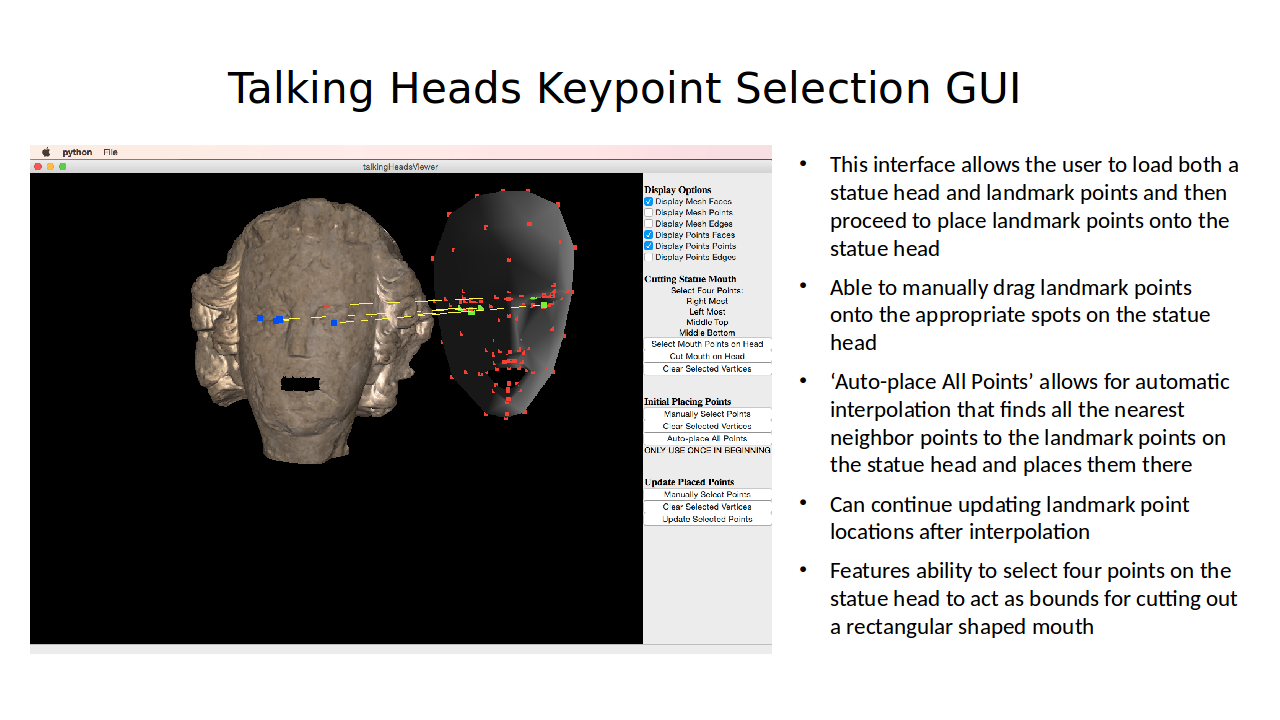 Talking Heads Keypoint Selection GUI
python File
talkingHeadsViewer
Display Options
Display Mesh Faces
Display Mesh Points
Display Mesh Edges
Display Points Faces
Display Points Points
Display Points Edges
Cutting Statue Mouth
Select Four Points:
Right Most
Left Most
Middle Top
Middle Bottom
Select Mouth Points on Head
Cut Mouth on Head
Clear Selected Vertices
Initial Placing Points
Manually Select Points
Clear Selected Vertices
Auto-place All Points
ONLY USE ONCE IN BEGINNING
Update Placed Points
Manually Select Points
Clear Selected Vertices
Update Selected Points
• This interface allows the user to load both a
statue head and landmark points and then
proceed to place landmark points onto the
statue head
• Able to manually drag landmark points
onto the appropriate spots on the statue
head
• ‘Auto-place All Points’ allows for automatic
interpolation that finds all the nearest
neighbor points to the landmark points on
the statue head and places them there
• Can continue updating landmark point
locations after interpolation
• Features ability to select four points on the
statue head to act as bounds for cutting out
a rectangular shaped mouth